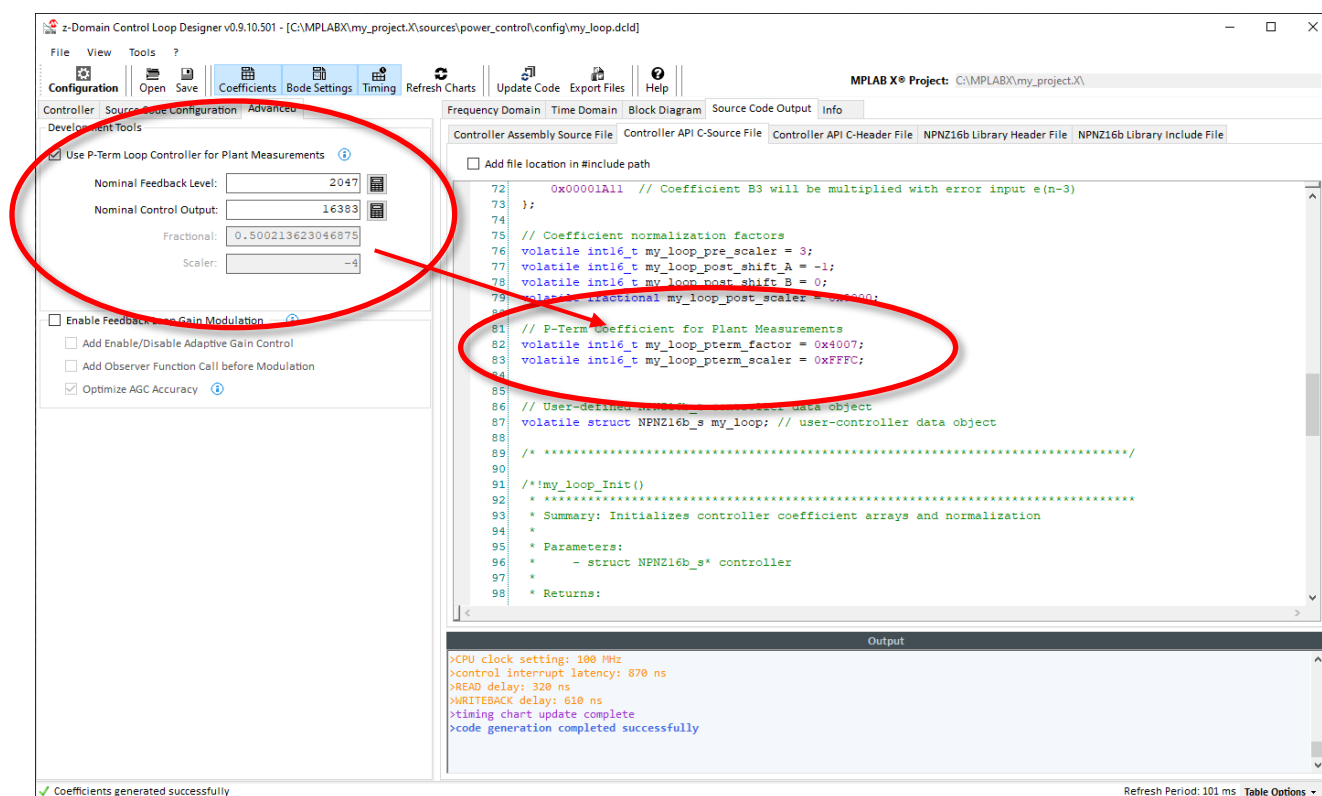 z-Domain Control Loop Designer v0.9.10.501 - [C:\MPLABX\my_project.X\sources\power_control\config\my_loop.dcld]
File View Tools ?
Configuration Open Save Coefficients Bode Settings Timing Refresh Charts Update Code Export Files Help
MPLAB X® Project: C:\MPLABX\my_project.X\
Controller Source Code Configuration Advanced
Development Tools
Use P-Term Loop Controller for Plant Measurements
Nominal Feedback Level: 2047
Nominal Control Output: 16383
Fractional: 0.500213623046875
Scaler: -4
Enable Feedback Loop Gain Modulation
Add Enable/Disable Adaptive Gain Control
Add Observer Function Call before Modulation
Optimize AGC Accuracy
Frequency Domain Time Domain Block Diagram Source Code Output Info
Controller Assembly Source File Controller API C-Source File Controller API C-Header File NPNZ16b Library Header File NPNZ16b Library Include File
Add file location in #include path
72 0x00001A11 // Coefficient B3 will be multiplied with error input e(n-3)
73 };
74
75 // Coefficient normalization factors
76 volatile int16_t my_loop_pre_scaler = 3;
77 volatile int16_t my_loop_post_shift_A = -1;
78 volatile int16_t my_loop_post_shift_B = 0;
79 volatile fractional my_loop_post_scaler = 0x0000;
80
81 // P-Term Coefficient for Plant Measurements
82 volatile int16_t my_loop_pterm_factor = 0x4007;
83 volatile int16_t my_loop_pterm_scaler = 0xFFFC;
84
85
86 // User-defined NPNZ16b_s controller data object
87 volatile struct NPNZ16b_s my_loop; // user-controller data object
88
89 /* *********************************************************************************/
90
91 /*!my_loop_Init()
92 * *********************************************************************************
93 * Summary: Initializes controller coefficient arrays and normalization
94 *
95 * Parameters:
96 * - struct NPNZ16b_s* controller
97 *
98 * Returns:
Output
>CPU clock setting: 100 MHz
>control interrupt latency: 870 ns
>READ delay: 320 ns
>WRITEBACK delay: 610 ns
>timing chart update complete
>code generation completed successfully
Coefficients generated successfully
Refresh Period: 101 ms Table Options